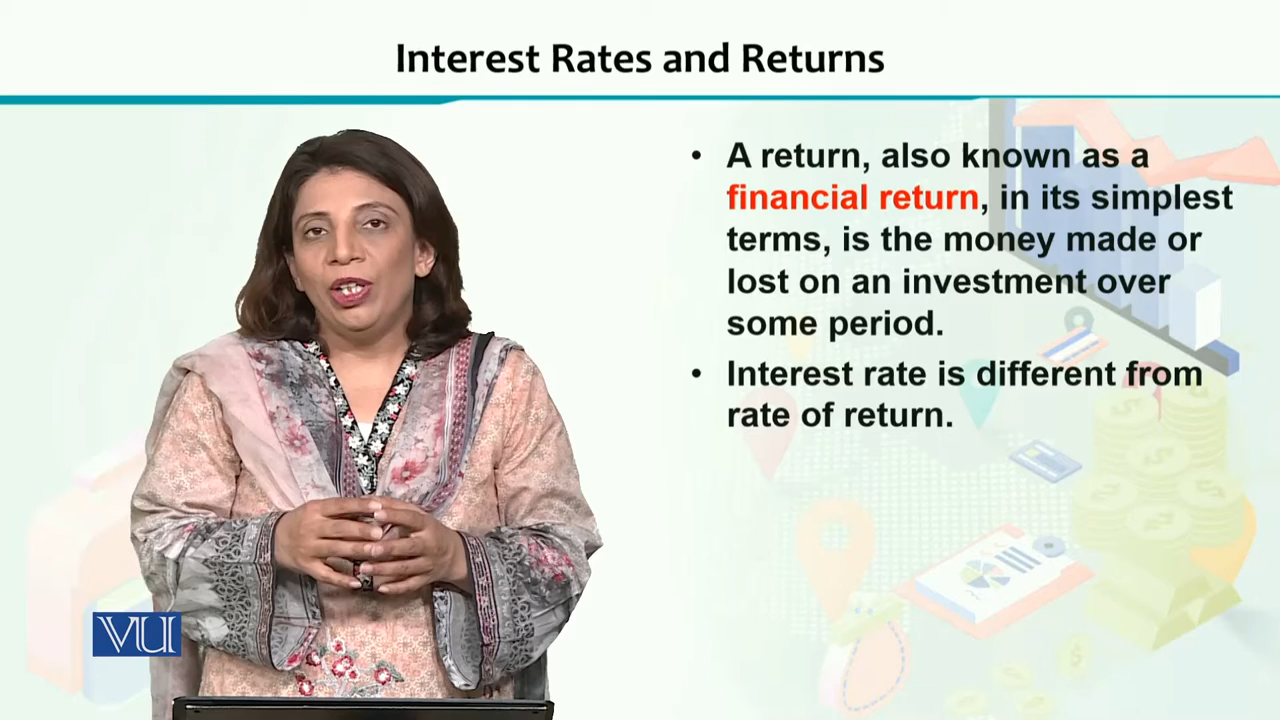 Interest Rates and Returns
• A return, also known as a
financial return, in its simplest
terms, is the money made or
lost on an investment over
some period.
• Interest rate is different from
rate of return.
VU